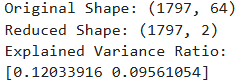 Original Shape: (1797, 64)
Reduced Shape: (1797, 2)
Explained Variance Ratio:
[0.12033916 0.09561054]